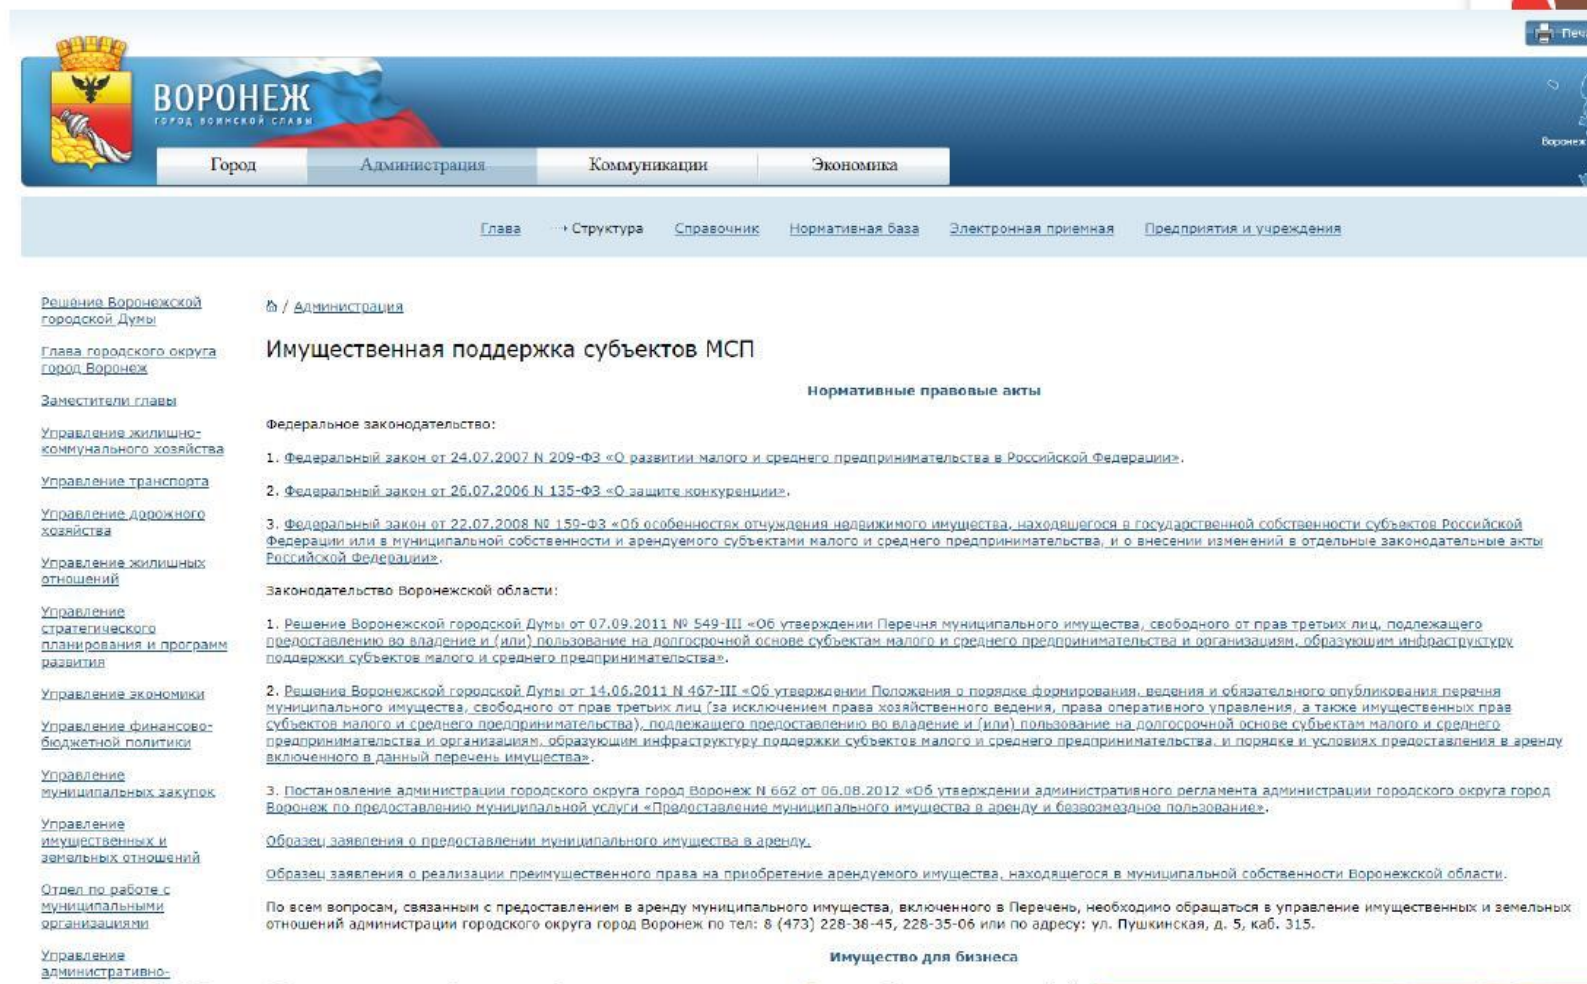 Печ
ВОРОНЕЖ
ГОРОД ВОИНСКОЙ СЛАВЫ
Воронеж
Город Администрация Коммуникации Экономика
Глава Структура Справочник Нормативная база Электронная приемная Предприятия и учреждения
Решение Воронежской
городской Думы
Глава городского округа
город Воронеж
Заместители главы
Управление жилищно-
коммунального хозяйства
Управление транспорта
Управление дорожного
хозяйства
Управление жилищных
отношений
Управление
стратегического
планирования и программ
развития
Управление экономики
Управление финансово-
бюджетной политики
Управление
муниципальных закупок
Управление
имущественных и
земельных отношений
Отдел по работе с
муниципальными
организациями
Управление
административно-
/ Администрация
Имущественная поддержка субъектов МСП
Нормативные правовые акты
Федеральное законодательство:
1. Федеральный закон от 24.07.2007 N 209-ФЗ «О развитии малого и среднего предпринимательства в Российской Федерации».
2. Федеральный закон от 26.07.2006 N 135-ФЗ «О защите конкуренции».
3. Федеральный закон от 22.07.2008 № 159-ФЗ «Об особенностях отчуждения недвижимого имущества, находящегося в государственной собственности субъектов Российской
Федерации или в муниципальной собственности и арендуемого субъектами малого и среднего предпринимательства, и о внесении изменений в отдельные законодательные акты
Российской Федерации».
Законодательство Воронежской области:
1. Решение Воронежской городской Думы от 07.09.2011 № 549-III «Об утверждении Перечня муниципального имущества, свободного от прав третьих лиц, подлежащего
предоставлению во владение и (или) пользование на долгосрочной основе субъектам малого и среднего предпринимательства и организациям, образующим инфраструктуру
поддержки субъектов малого и среднего предпринимательства».
2. Решение Воронежской городской Думы от 14.06.2011 N 467-III «Об утверждении Положения о порядке формирования, ведения и обязательного опубликования перечня
муниципального имущества, свободного от прав третьих лиц (за исключением права хозяйственного ведения, права оперативного управления, а также имущественных прав
субъектов малого и среднего предпринимательства), подлежащего предоставлению во владение и (или) пользование на долгосрочной основе субъектам малого и среднего
предпринимательства и организациям, образующим инфраструктуру поддержки субъектов малого и среднего предпринимательства, и порядке и условиях предоставления в аренду
включенного в данный перечень имущества».
3. Постановление администрации городского округа город Воронеж N 662 от 06.08.2012 «Об утверждении административного регламента администрации городского округа город
Воронеж по предоставлению муниципальной услуги «Предоставление муниципального имущества в аренду и безвозмездное пользование».
Образец заявления о предоставлении муниципального имущества в аренду.
Образец заявления о реализации преимущественного права на приобретение арендуемого имущества, находящегося в муниципальной собственности Воронежской области.
По всем вопросам, связанным с предоставлением в аренду муниципального имущества, включенного в Перечень, необходимо обращаться в управление имущественных и земельных
отношений администрации городского округа город Воронеж по тел: 8 (473) 228-38-45, 228-35-06 или по адресу: ул. Пушкинская, д. 5, каб. 315.
Имущество для бизнеса